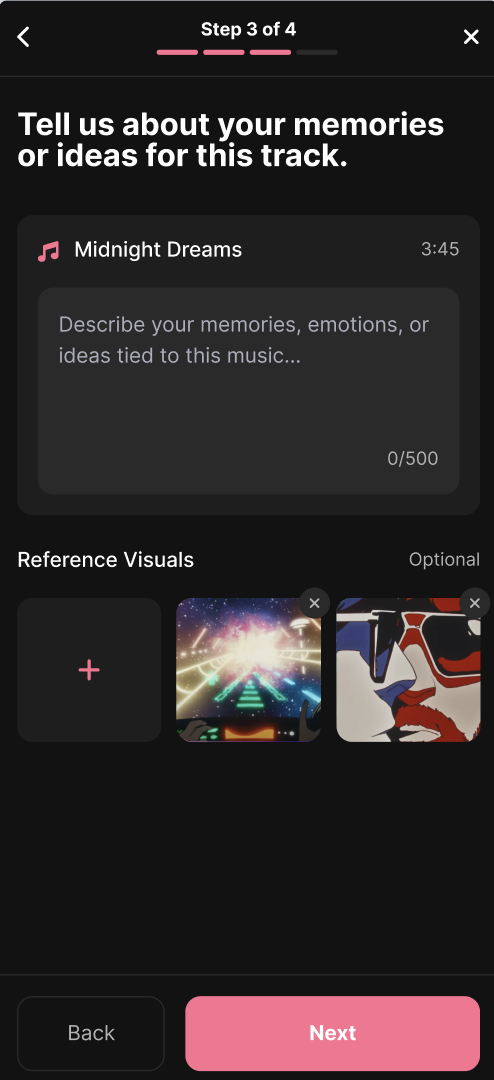 Step 3 of 4
Tell us about your memories
or ideas for this track.
Midnight Dreams
3:45
Describe your memories, emotions, or
ideas tied to this music...
0/500
Reference Visuals
Optional
Back
Next